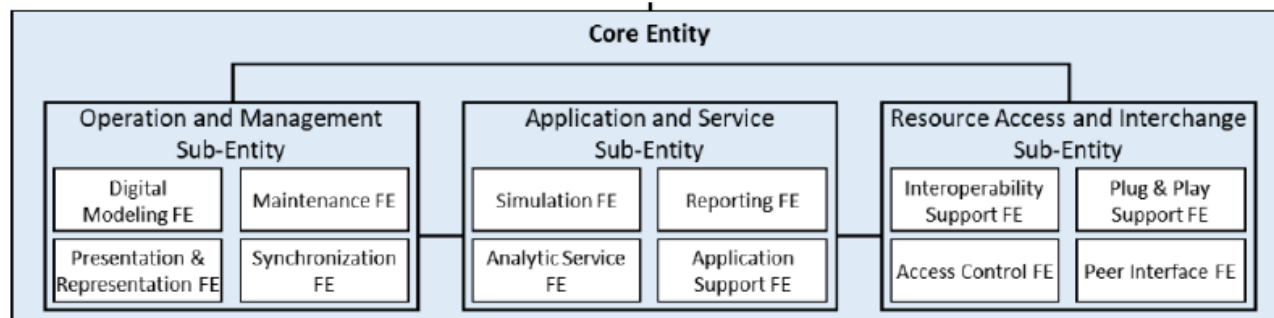 Core Entity
Operation and Management
Sub-Entity
Digital
Modeling FE
Maintenance FE
Presentation &
Representation FE
Synchronization
FE
Application and Service
Sub-Entity
Simulation FE
Reporting FE
Analytic Service
FE
Application
Support FE
Resource Access and Interchange
Sub-Entity
Interoperability
Support FE
Plug & Play
Support FE
Access Control FE
Peer Interface FE